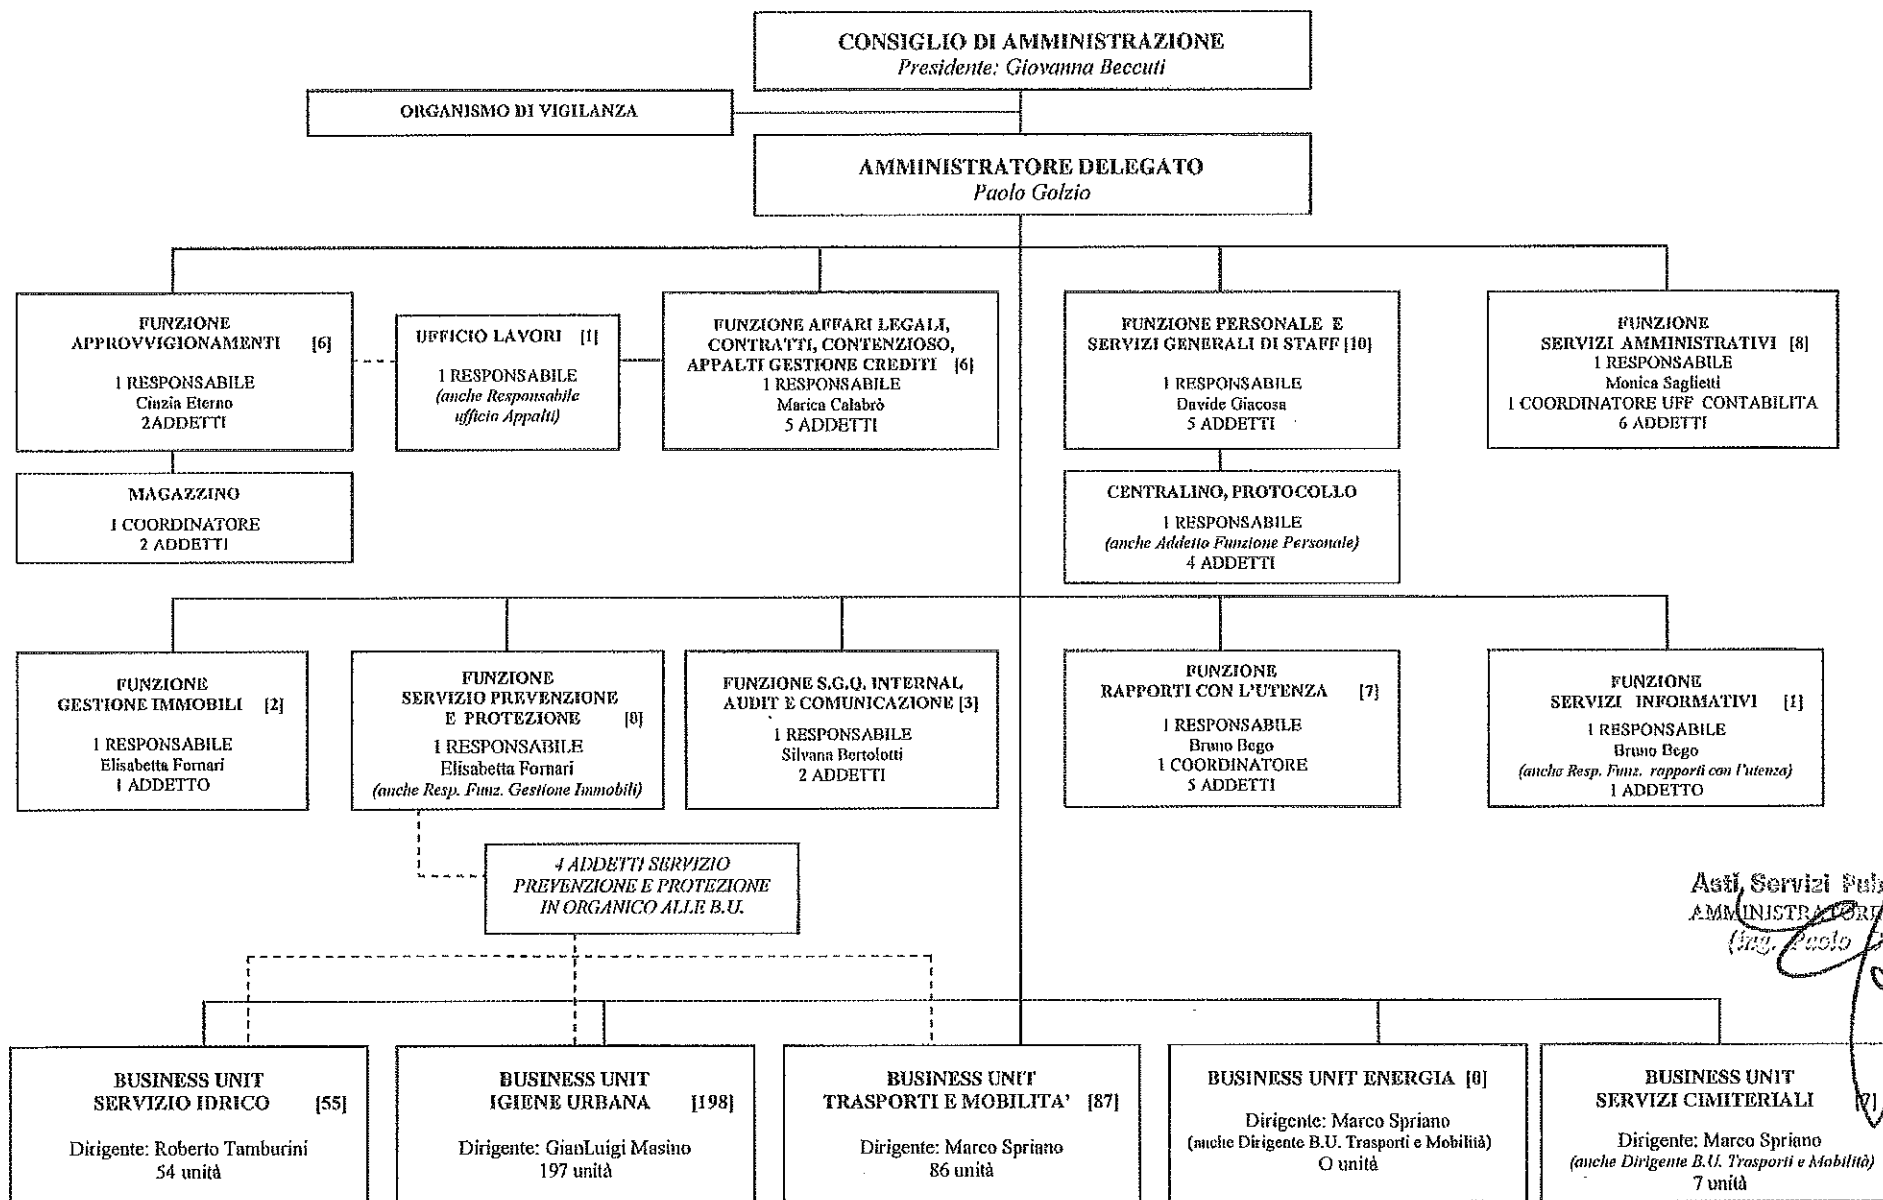 CONSIGLIO DI AMMINISTRAZIONE
Presidente: Giovanna Beccuti
ORGANISMO DI VIGILANZA
AMMINISTRATORE DELEGATO
Paolo Golzio
FUNZIONE
APPROVVIGIONAMENTI [6]
1 RESPONSABILE
Cinzia Eterno
2ADDETTI
UFFICIO LAVORI [1]
1 RESPONSABILE
(anche Responsabile
ufficio Appalti)
FUNZIONE AFFARI LEGALI,
CONTRATTI, CONTENZIOSO,
APPALTI GESTIONE CREDITI [6]
1 RESPONSABILE
Marica Calabrò
5 ADDETTI
FUNZIONE PERSONALE E
SERVIZI GENERALI DI STAFF [10]
1 RESPONSABILE
Davide Giacosa
5 ADDETTI
FUNZIONE
SERVIZI AMMINISTRATIVI [8]
1 RESPONSABILE
Monica Saglietti
1 COORDINATORE UFF CONTABILITA
6 ADDETTI
MAGAZZINO
1 COORDINATORE
2 ADDETTI
CENTRALINO, PROTOCOLLO
1 RESPONSABILE
(anche Addetto Funzione Personale)
4 ADDETTI
FUNZIONE
GESTIONE IMMOBILI [2]
1 RESPONSABILE
Elisabetta Fornari
1 ADDETTO
FUNZIONE
SERVIZIO PREVENZIONE
E PROTEZIONE [0]
1 RESPONSABILE
Elisabetta Fornari
(anche Resp. Funz. Gestione Immobili)
FUNZIONE S.G.Q. INTERNAL
AUDIT E COMUNICAZIONE [3]
1 RESPONSABILE
Silvana Bertolotti
2 ADDETTI
FUNZIONE
RAPPORTI CON L'UTENZA [7]
1 RESPONSABILE
Bruno Bego
1 COORDINATORE
5 ADDETTI
FUNZIONE
SERVIZI INFORMATIVI [1]
1 RESPONSABILE
Bruno Bego
(anche Resp. Funz. rapporti con l'utenza)
1 ADDETTO
4 ADDETTI SERVIZIO
PREVENZIONE E PROTEZIONE
IN ORGANICO ALLE B.U.
Asti Servizi Pub
AMMINISTRATORE
(ing. Paolo
BUSINESS UNIT
SERVIZIO IDRICO [55]
Dirigente: Roberto Tamburini
54 unità
BUSINESS UNIT
IGIENE URBANA [198]
Dirigente: GianLuigi Masino
197 unità
BUSINESS UNIT
TRASPORTI E MOBILITA' [87]
Dirigente: Marco Spriano
86 unità
BUSINESS UNIT ENERGIA [0]
Dirigente: Marco Spriano
(anche Dirigente B.U. Trasporti e Mobilità)
O unità
BUSINESS UNIT
SERVIZI CIMITERIALI [7]
Dirigente: Marco Spriano
(anche Dirigente B.U. Trasporti e Mobilità)
7 unità